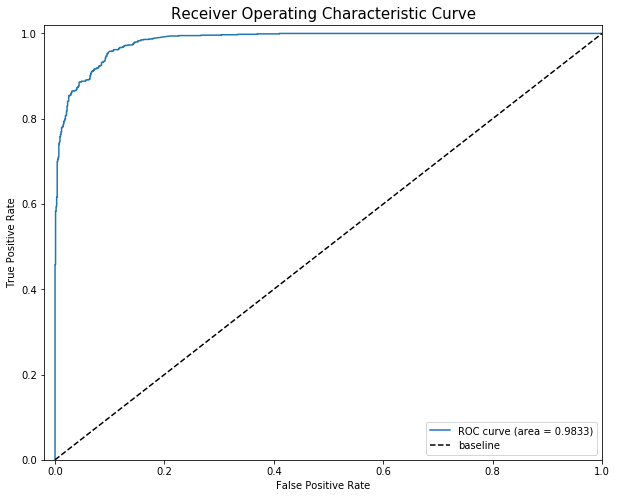 Receiver Operating Characteristic Curve
True Positive Rate
1.0
0.8
0.6
0.4
0.2
0.0
ROC curve (area = 0.9833)
baseline
0.0 0.2 0.4 0.6 0.8 1.0
False Positive Rate